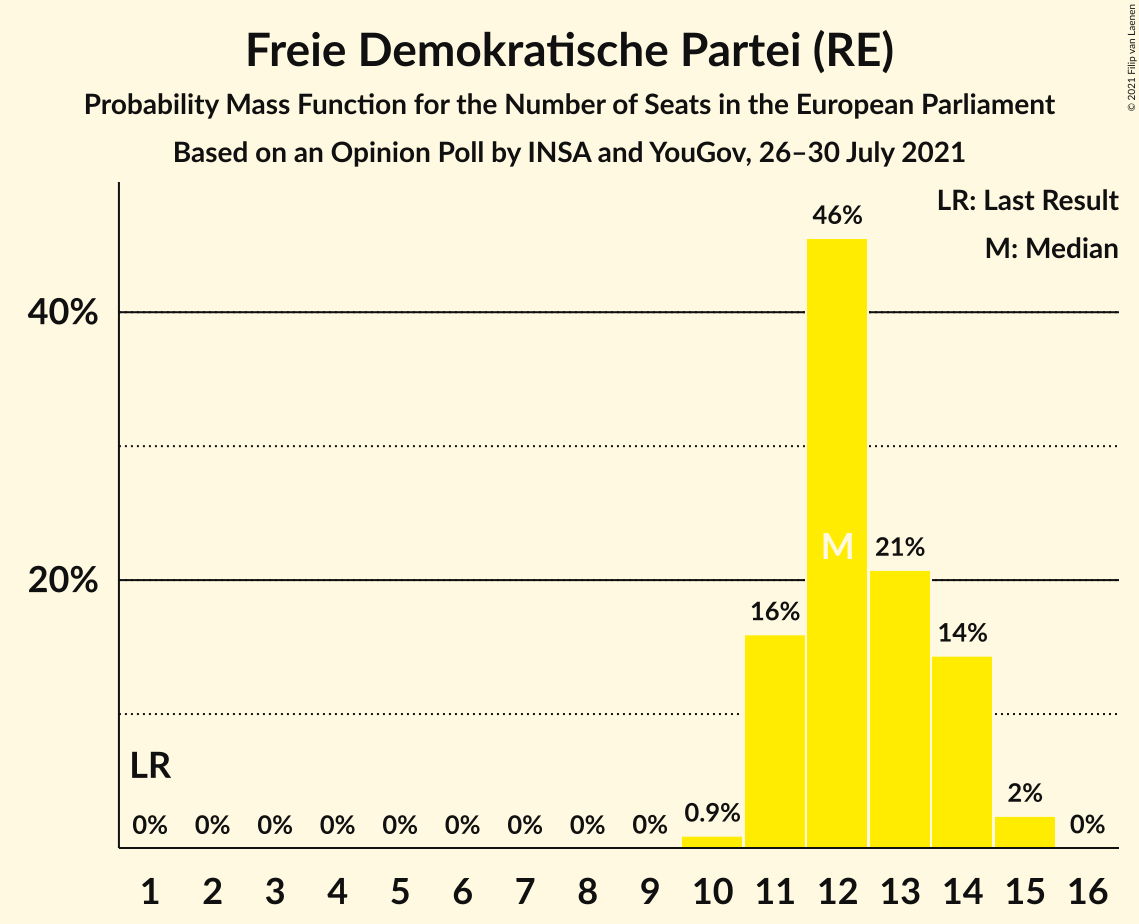 Freie Demokratische Partei (RE)
Probability Mass Function for the Number of Seats in the European Parliament
Based on an Opinion Poll by INSA and YouGov, 26–30 July 2021
© 2021 Filip van Laenen
LR: Last Result
M: Median
40%
20%
LR
M
0% 0% 0% 0% 0% 0% 0% 0% 0% 0.9% 16% 46% 21% 14% 2% 0%
1 2 3 4 5 6 7 8 9 10 11 12 13 14 15 16